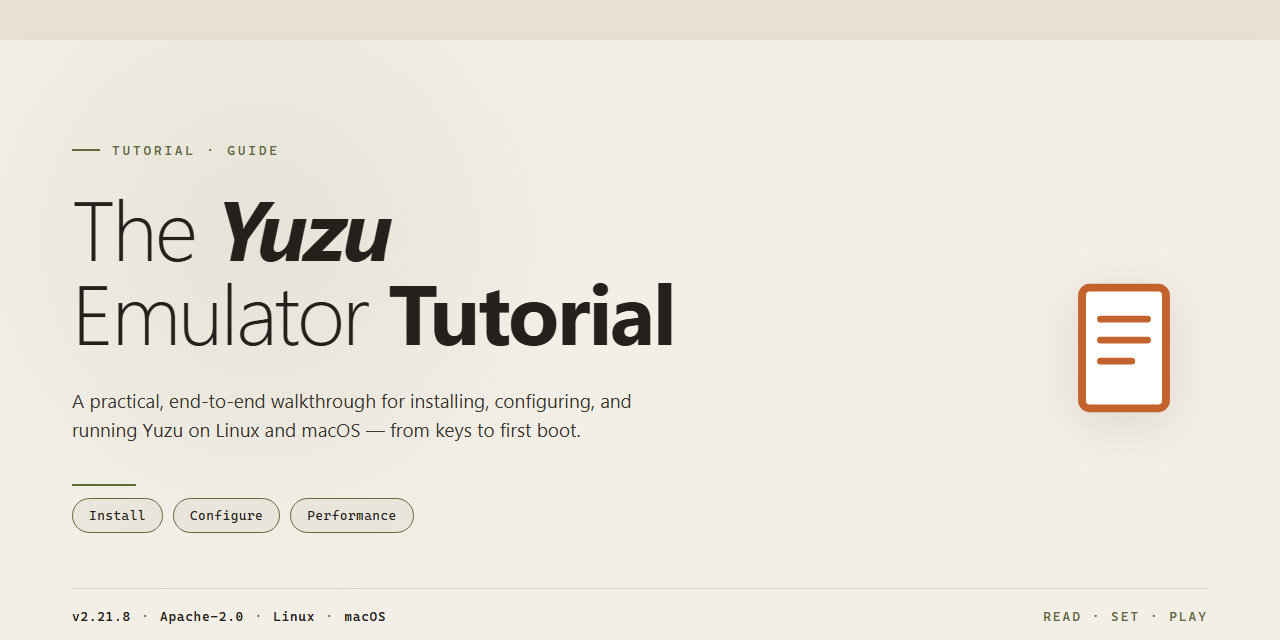 TUTORIAL · GUIDE
The Yuzu
Emulator Tutorial
A practical, end-to-end walkthrough for installing, configuring, and
running Yuzu on Linux and macOS — from keys to first boot.
Install Configure Performance
v2.21.8 · Apache-2.0 · Linux · macOS READ · SET · PLAY